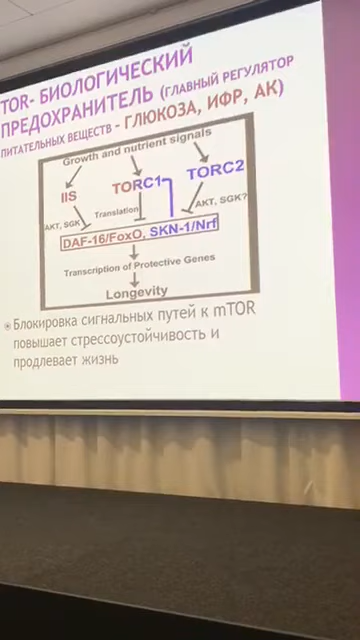 TOR- БИОЛОГИЧЕСКИЙ
ПРЕДОХРАНИТЕЛЬ (ГЛАВНЫЙ РЕГУЛЯТОР
ПИТАТЕЛЬНЫХ ВЕЩЕСТВ - ГЛЮКОЗА, ИФР, АК)
Growth and nutrient signals
IIS TORC1 TORC2
AKT, SGK Translation AKT, SGK?
DAF-16/FoxO, SKN-1/Nrf
Transcription of Protective Genes
Longevity
Блокировка сигнальных путей к mTOR
повышает стрессоустойчивость и
продлевает жизнь